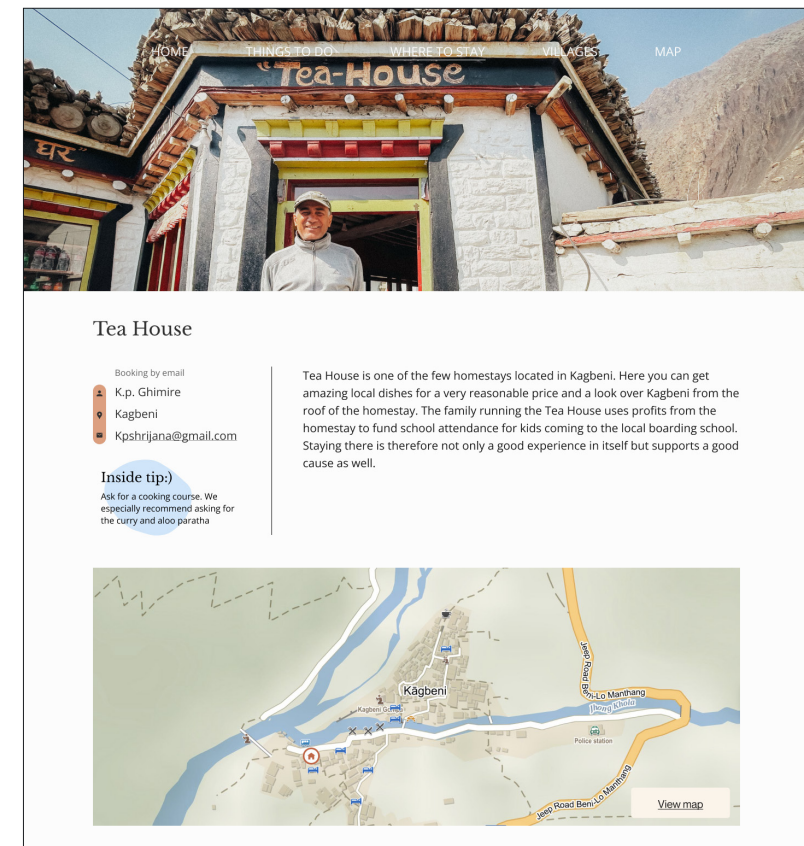 HOME THINGS TO DO WHERE TO STAY VILLAGES MAP
"Tea-House
घर"
Tea House
Booking by email
K.p. Ghimire
Kagbeni
Kpshrijana@gmail.com
Inside tip:)
Ask for a cooking course. We
especially recommend asking for
the curry and aloo paratha
Tea House is one of the few homestays located in Kagbeni. Here you can get
amazing local dishes for a very reasonable price and a look over Kagbeni from the
roof of the homestay. The family running the Tea House uses profits from the
homestay to fund school attendance for kids coming to the local boarding school.
Staying there is therefore not only a good experience in itself but supports a good
cause as well.
Jeep Road Beni-Lo Manthang
Kāgbeni
Jhong Khola
Kagbeni
Police station
Jeep Road Beni-Lo Manthang
View map